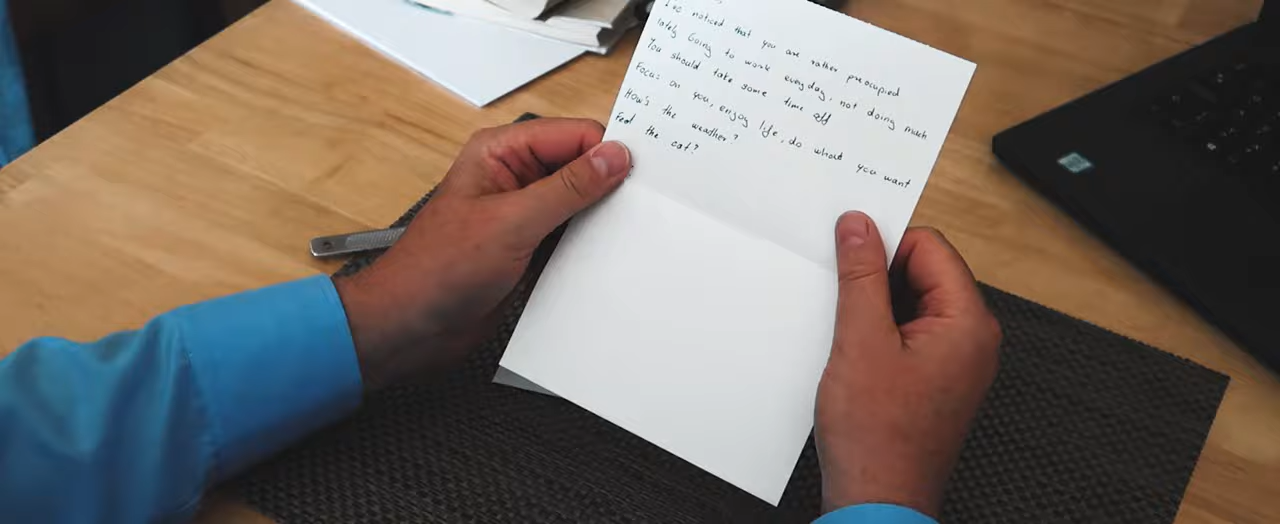 I've noticed that you are rather preocupied
lately Going to work everyday, not doing much
You should take some time off
Focus on you, enjoy life, do what you want
How's the weather?
Feed the cat?